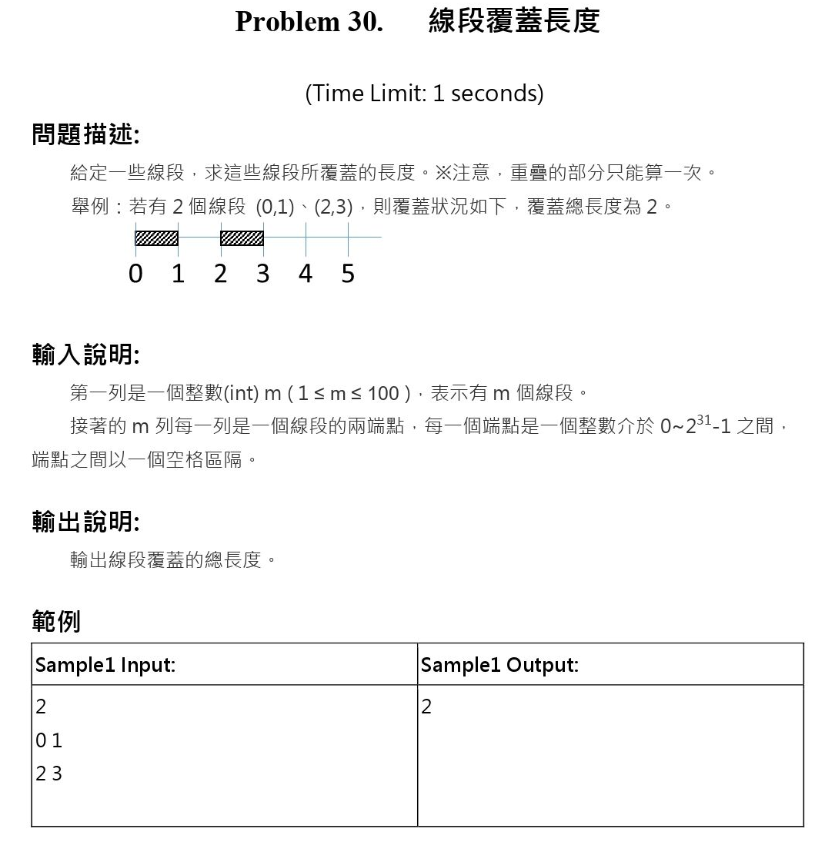 Problem 30. 線段覆蓋長度
(Time Limit: 1 seconds)
問題描述:
給定一些線段，求這些線段所覆蓋的長度。※注意，重疊的部分只能算一次。
舉例：若有 2 個線段 (0,1)、(2,3)，則覆蓋狀況如下，覆蓋總長度為 2。
0 1 2 3 4 5
輸入說明:
第一列是一個整數(int) m ( 1 ≤ m ≤ 100 )，表示有 m 個線段。
接著的 m 列每一列是一個線段的兩端點，每一個端點是一個整數介於 0~2³¹-1 之間，
端點之間以一個空格區隔。
輸出說明:
輸出線段覆蓋的總長度。
範例
Sample1 Input: Sample1 Output:
2 2
0 1
2 3